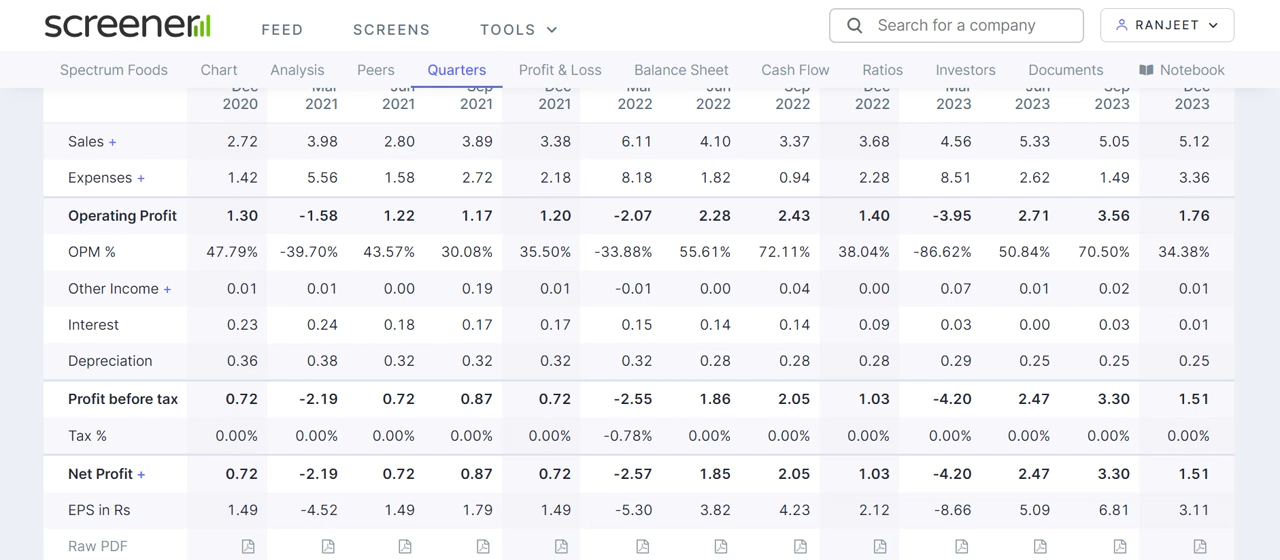 screener
FEED SCREENS TOOLS Search for a company RANJEET
Spectrum Foods Chart Analysis Peers Quarters Profit & Loss Balance Sheet Cash Flow Ratios Investors Documents Notebook
Dec Mar Jun Sep Dec Mar Jun Sep Dec Mar Jun Sep Dec
2020 2021 2021 2021 2021 2022 2022 2022 2022 2023 2023 2023 2023
Sales + 2.72 3.98 2.80 3.89 3.38 6.11 4.10 3.37 3.68 4.56 5.33 5.05 5.12
Expenses + 1.42 5.56 1.58 2.72 2.18 8.18 1.82 0.94 2.28 8.51 2.62 1.49 3.36
Operating Profit 1.30 -1.58 1.22 1.17 1.20 -2.07 2.28 2.43 1.40 -3.95 2.71 3.56 1.76
OPM % 47.79% -39.70% 43.57% 30.08% 35.50% -33.88% 55.61% 72.11% 38.04% -86.62% 50.84% 70.50% 34.38%
Other Income + 0.01 0.01 0.00 0.19 0.01 -0.01 0.00 0.04 0.00 0.07 0.01 0.02 0.01
Interest 0.23 0.24 0.18 0.17 0.17 0.15 0.14 0.14 0.09 0.03 0.00 0.03 0.01
Depreciation 0.36 0.38 0.32 0.32 0.32 0.32 0.28 0.28 0.28 0.29 0.25 0.25 0.25
Profit before tax 0.72 -2.19 0.72 0.87 0.72 -2.55 1.86 2.05 1.03 -4.20 2.47 3.30 1.51
Tax % 0.00% 0.00% 0.00% 0.00% 0.00% -0.78% 0.00% 0.00% 0.00% 0.00% 0.00% 0.00% 0.00%
Net Profit + 0.72 -2.19 0.72 0.87 0.72 -2.57 1.85 2.05 1.03 -4.20 2.47 3.30 1.51
EPS in Rs 1.49 -4.52 1.49 1.79 1.49 -5.30 3.82 4.23 2.12 -8.66 5.09 6.81 3.11
Raw PDF